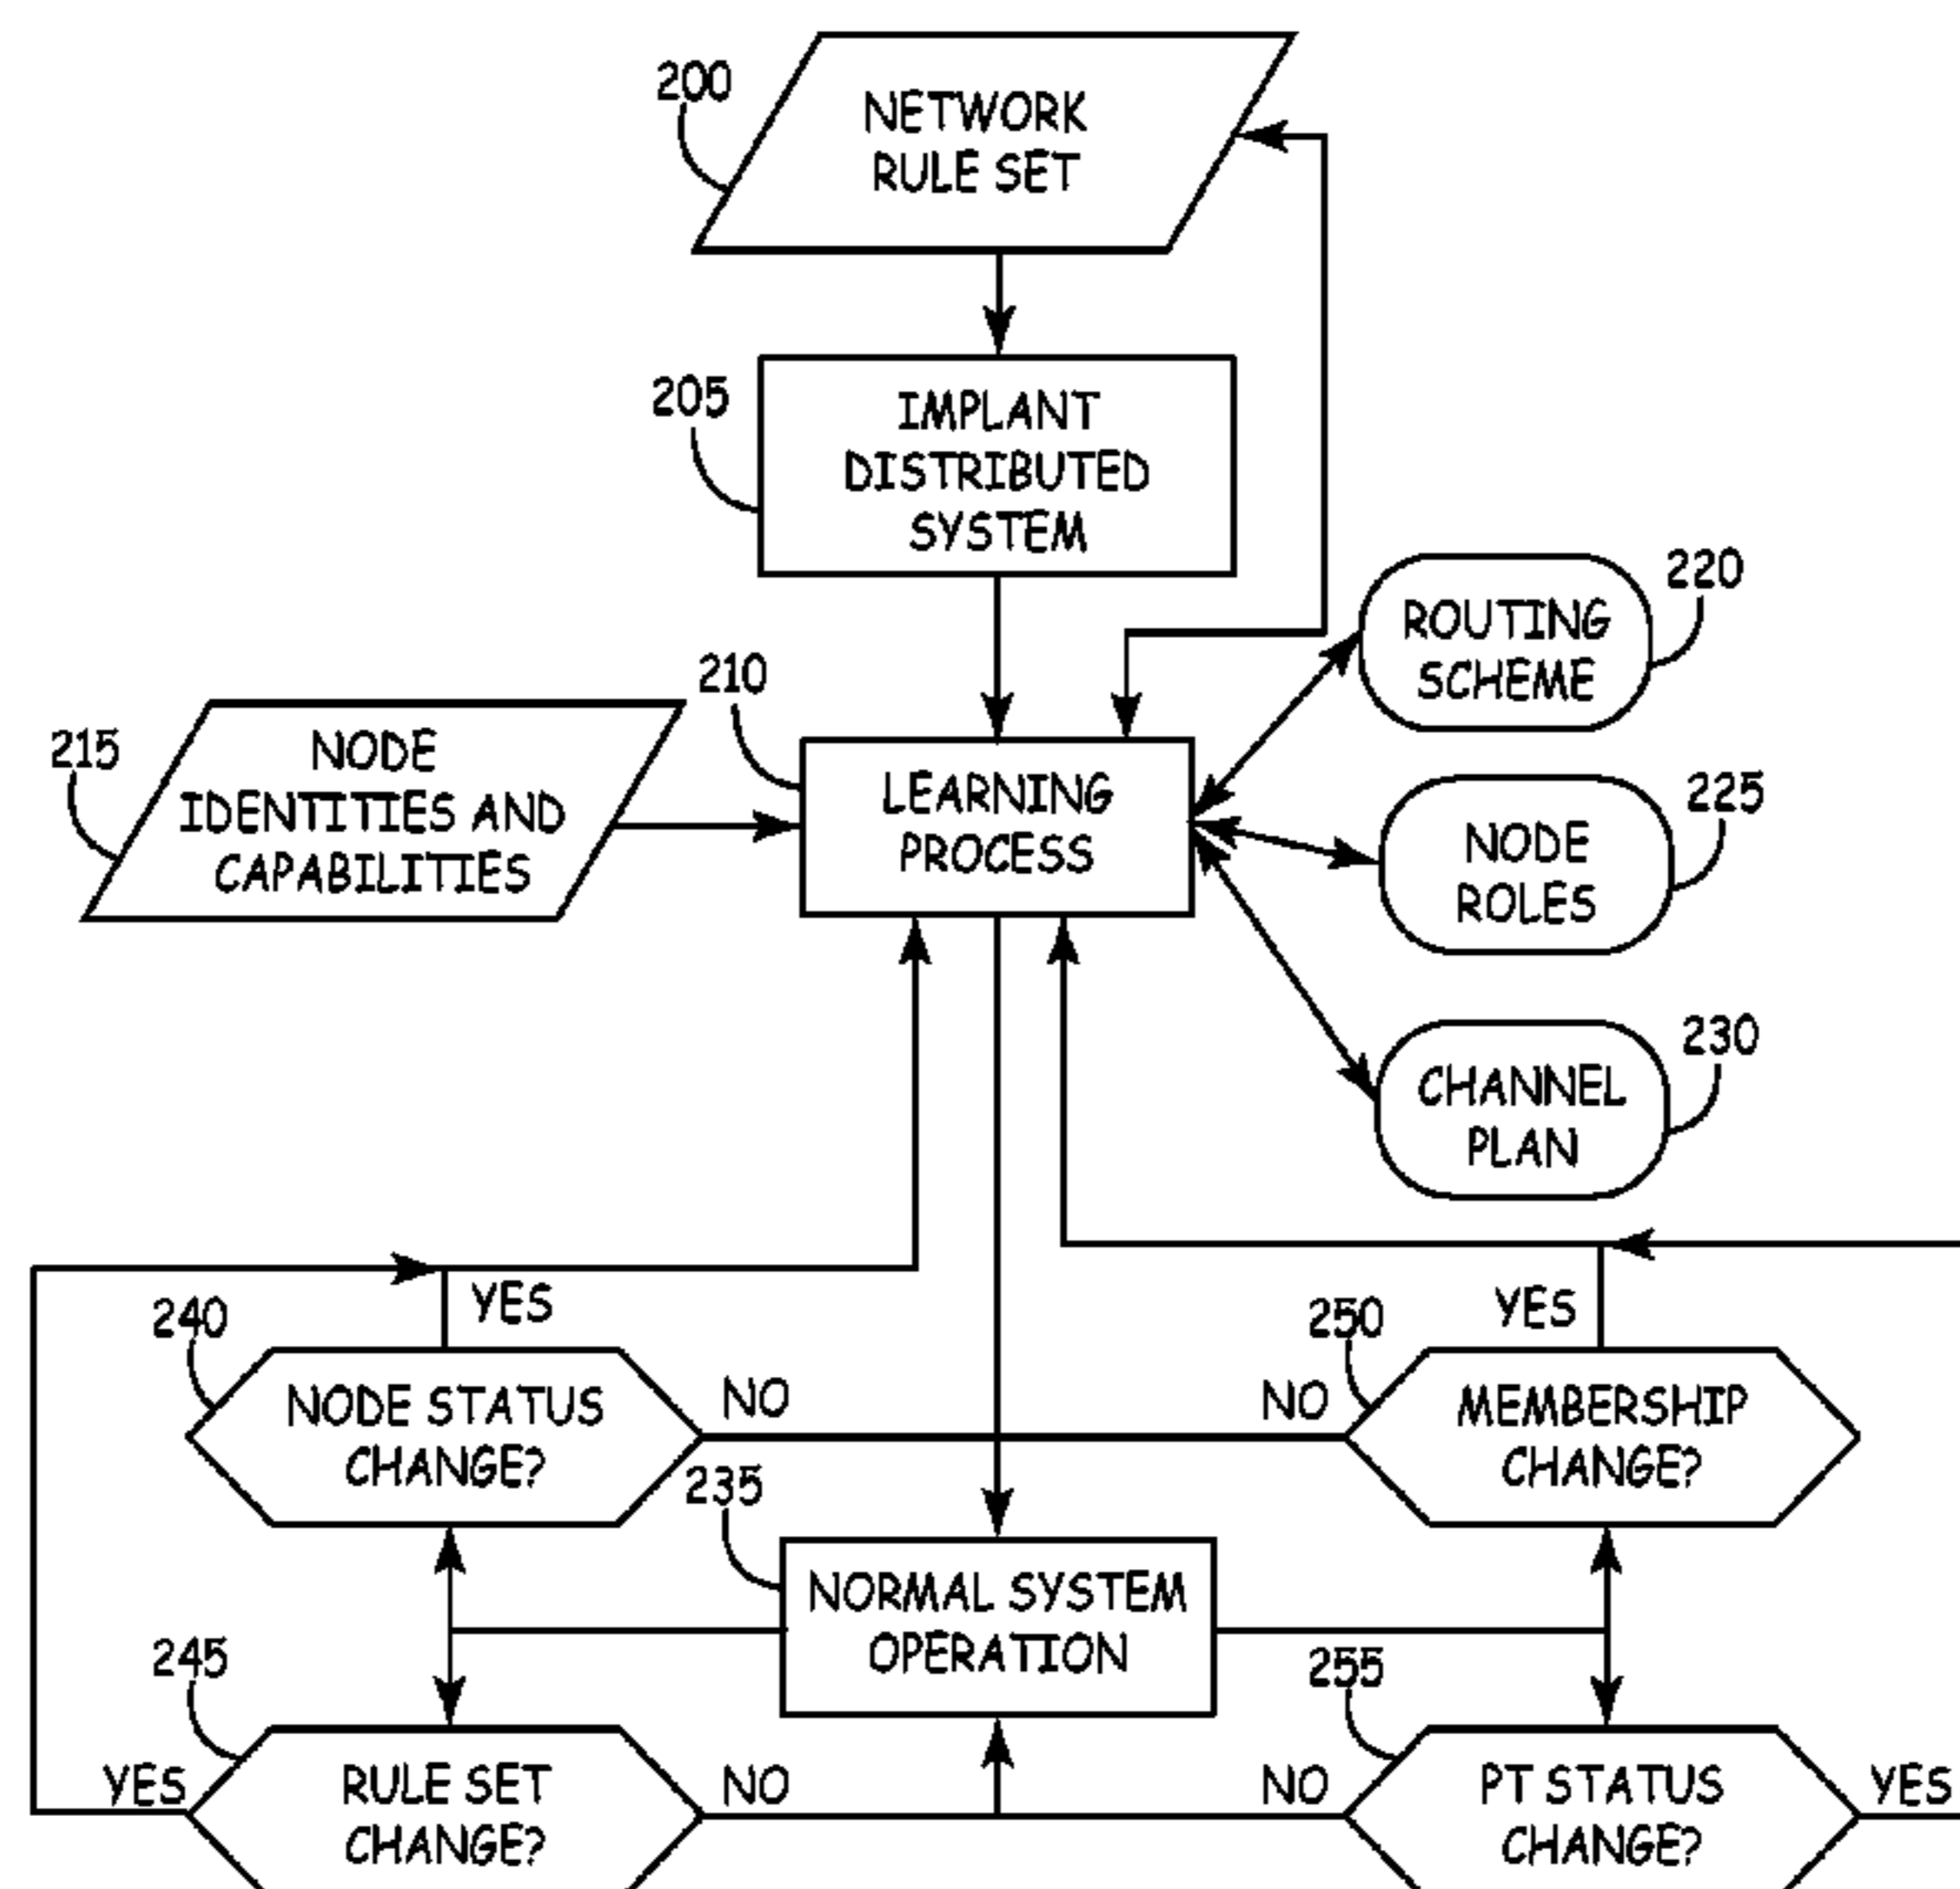 200
NETWORK
RULE SET
205
IMPLANT
DISTRIBUTED
SYSTEM
220
ROUTING
SCHEME
210
215
NODE
IDENTITIES AND
CAPABILITIES
LEARNING
PROCESS
225
NODE
ROLES
230
CHANNEL
PLAN
240
YES
NODE STATUS
CHANGE?
NO
250
YES
NO
MEMBERSHIP
CHANGE?
235
NORMAL SYSTEM
OPERATION
245
YES
RULE SET
CHANGE?
NO
255
NO
PT STATUS
CHANGE?
YES